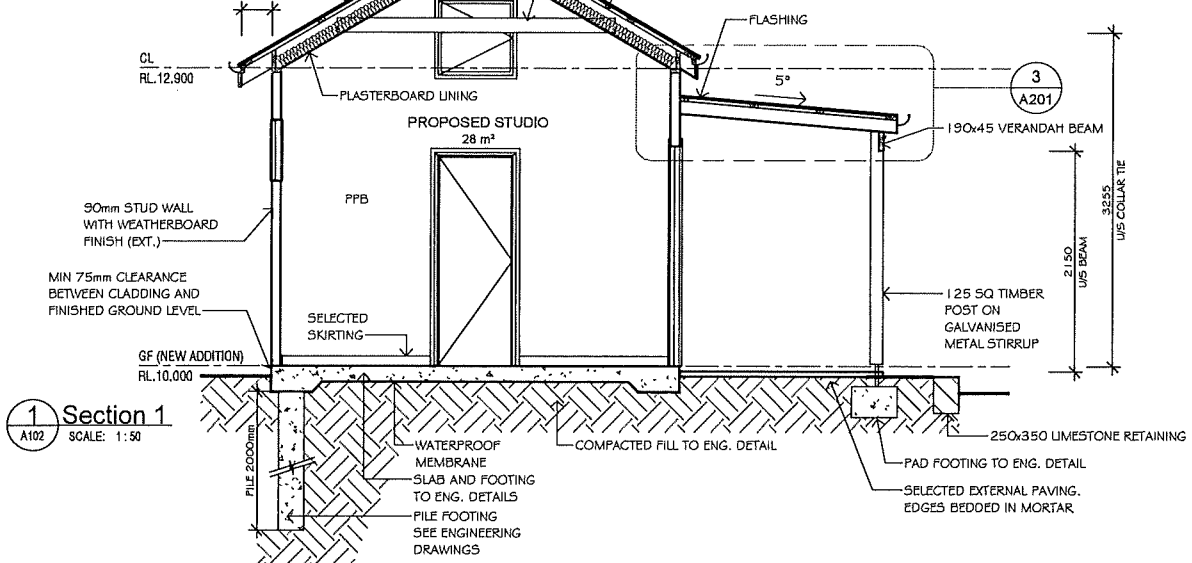 FLASHING
CL
RL.12,900
5°
3
A201
PLASTERBOARD LINING
PROPOSED STUDIO
28 m²
190x45 VERANDAH BEAM
3255
U/S COLLAR TIE
2150
U/S BEAM
PPB
90mm STUD WALL
WITH WEATHERBOARD
FINISH (EXT.)
MIN 75mm CLEARANCE
BETWEEN CLADDING AND
FINISHED GROUND LEVEL
SELECTED
SKIRTING
125 SQ TIMBER
POST ON
GALVANISED
METAL STIRRUP
GF (NEW ADDITION)
RL.10,000
1
A102
Section 1
SCALE: 1:50
PILE 2000mm
WATERPROOF
MEMBRANE
SLAB AND FOOTING
TO ENG. DETAILS
PILE FOOTING
SEE ENGINEERING
DRAWINGS
COMPACTED FILL TO ENG. DETAIL
250x350 LIMESTONE RETAINING
PAD FOOTING TO ENG. DETAIL
SELECTED EXTERNAL PAVING.
EDGES BEDDED IN MORTAR